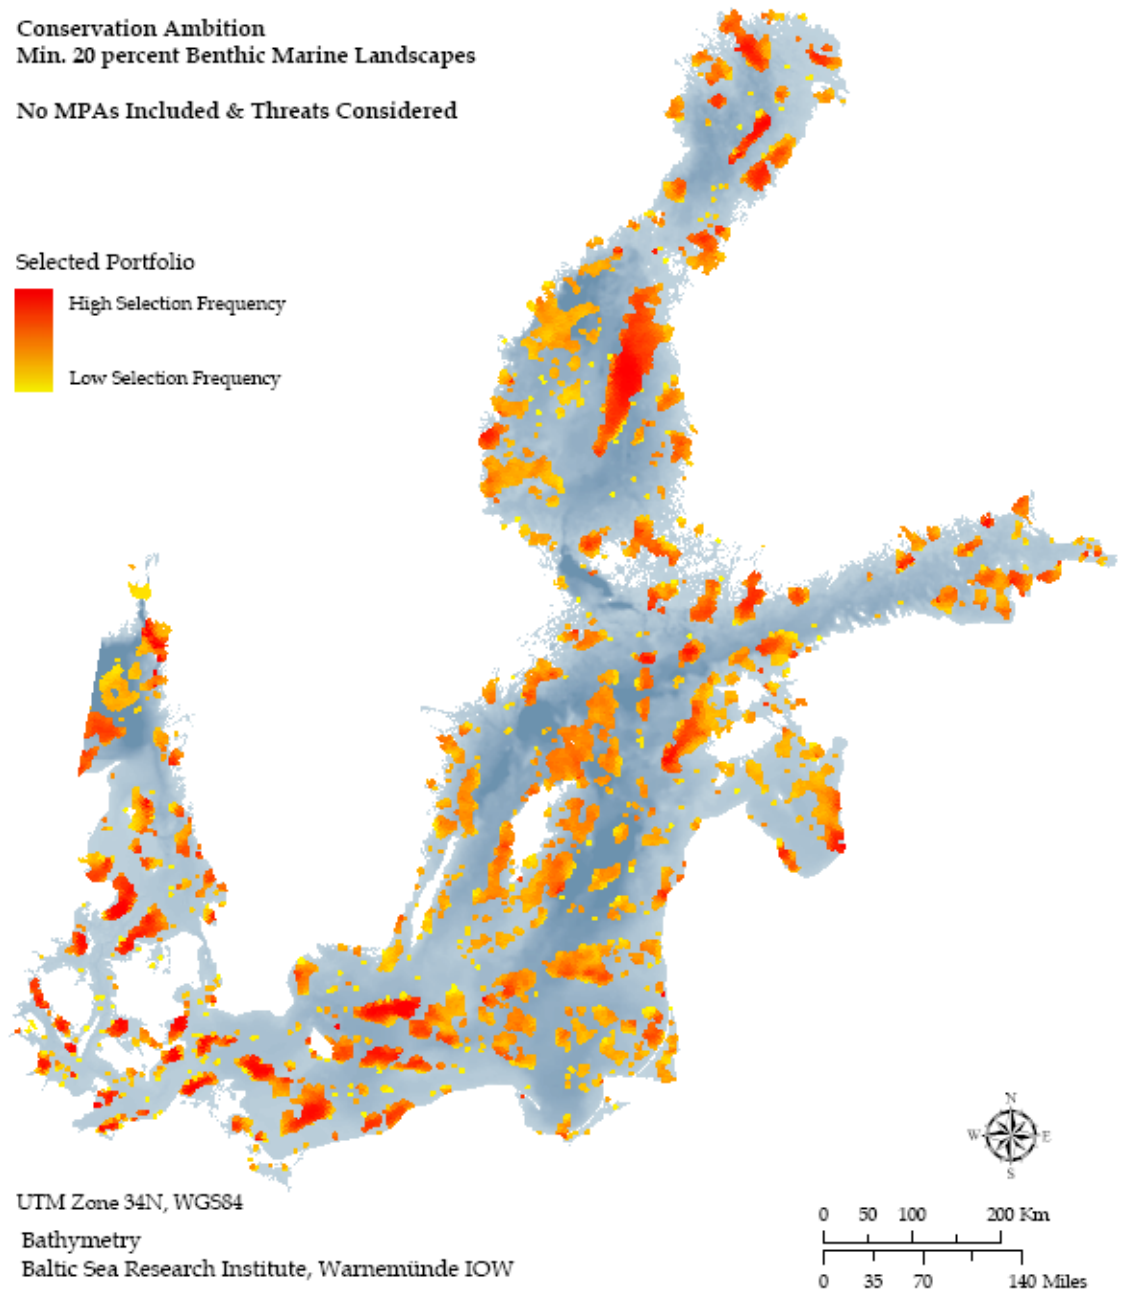 Conservation Ambition
Min. 20 percent Benthic Marine Landscapes
No MPAs Included & Threats Considered
Selected Portfolio
High Selection Frequency
Low Selection Frequency
N
W E
S
UTM Zone 34N, WGS84
Bathymetry
Baltic Sea Research Institute, Warnemünde IOW
0 50 100 200 Km
0 35 70 140 Miles